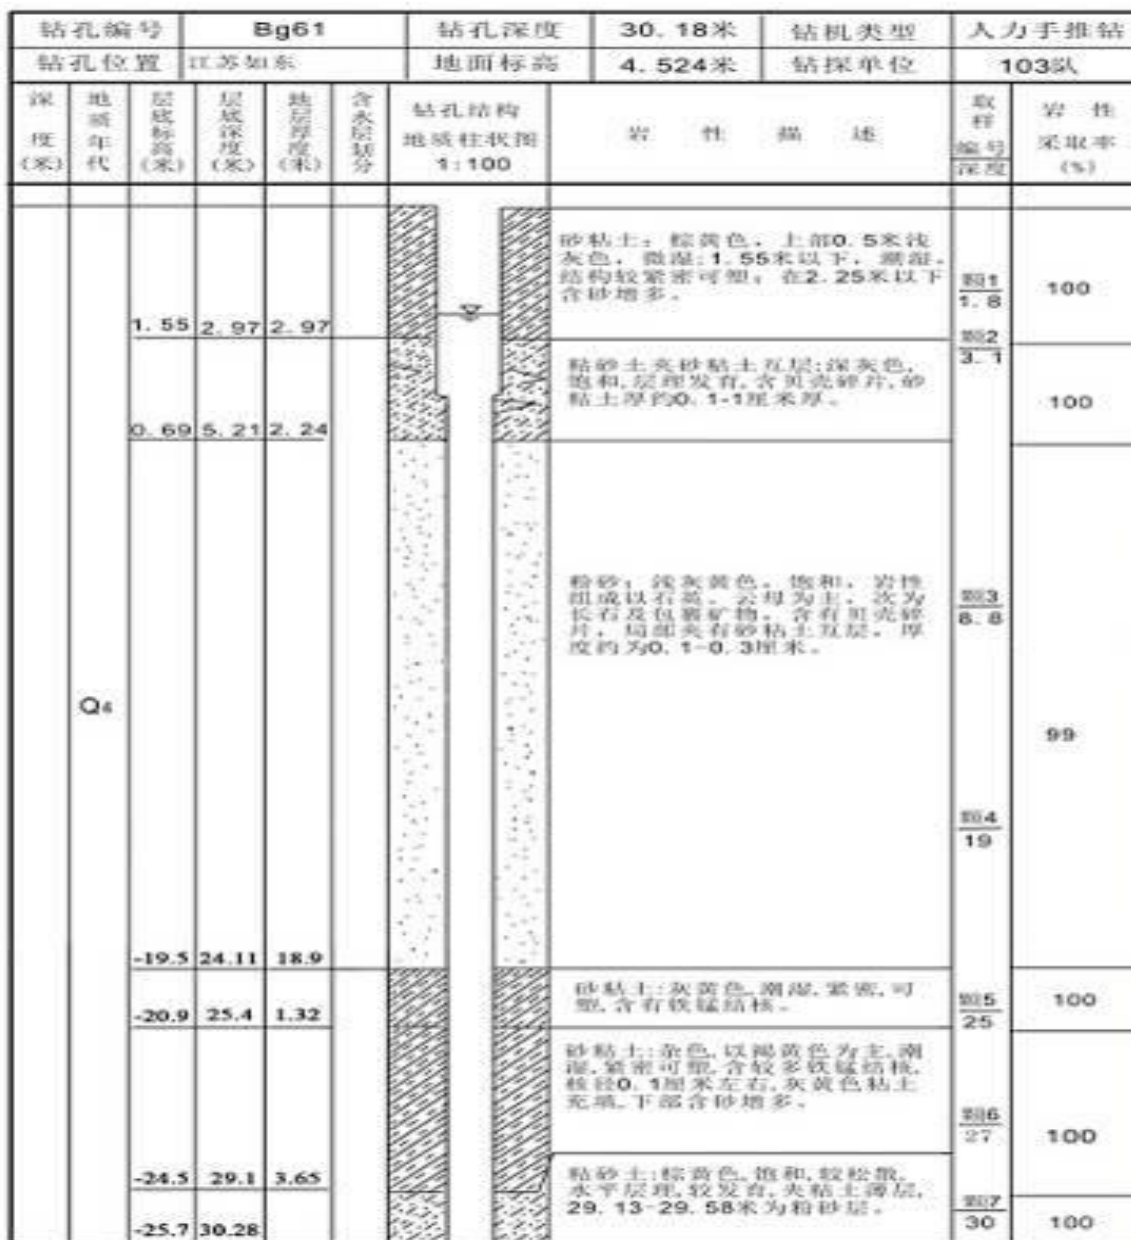 钻孔编号 Bg61 钻孔深度 30.18米 钻机类型 人力手推钻
钻孔位置 江苏如东 地面标高 4.524米 钻探单位 103队
深度(米) 地质年代 层底标高(米) 层底深度(米) 地层厚度(米) 含水层划分 钻孔结构 地质柱状图 1:100 岩性描述 取样编号 深度 岩性采取率(%)
砂粘土：棕黄色，上部0.5米浅
灰色，微湿:1.55米以下，潮湿，
结构较紧密可塑；在2.25米以下
含砂增多。
颗1
1.8
100
1.55 2.97 2.97
颗2
3.1
粘砂土夹砂粘土互层:深灰色,
饱和,层理发育,含贝壳碎片,砂
粘土厚约0.1-1厘米厚。
100
0.69 5.21 2.24
粉砂：浅灰黄色，饱和，岩性
组成以石英、云母为主，次为
长石及包裹矿物，含有贝壳碎
片，局部夹有砂粘土互层，厚
度约为0.1-0.3厘米。
颗3
8.8
Q4
99
颗4
19
-19.5 24.11 18.9
砂粘土:灰黄色,潮湿,紧密,可
塑,含有铁锰结核。
颗5
25
100
-20.9 25.4 1.32
砂粘土:杂色,以褐黄色为主,潮
湿,紧密可塑,含较多铁锰结核,
核径0.1厘米左右,灰黄色粘土
充填,下部含砂增多。
颗6
27
100
-24.5 29.1 3.65
粘砂土:棕黄色,饱和,较松散,
水平层理,较发育,夹粘土薄层,
29.13-29.58米为粉砂层。
颗7
30
100
-25.7 30.28